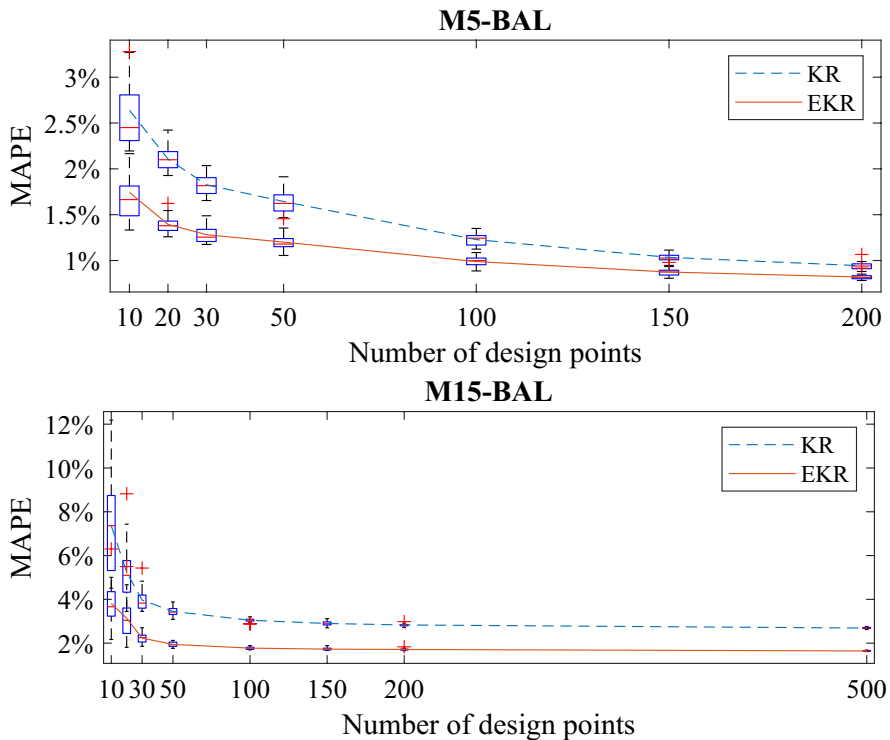 M5-BAL
3%
2.5%
2%
1.5%
1%
MAPE
KR
EKR
10 20 30 50 100 150 200
Number of design points
M15-BAL
12%
10%
8%
6%
4%
2%
MAPE
KR
EKR
10 30 50 100 150 200 500
Number of design points